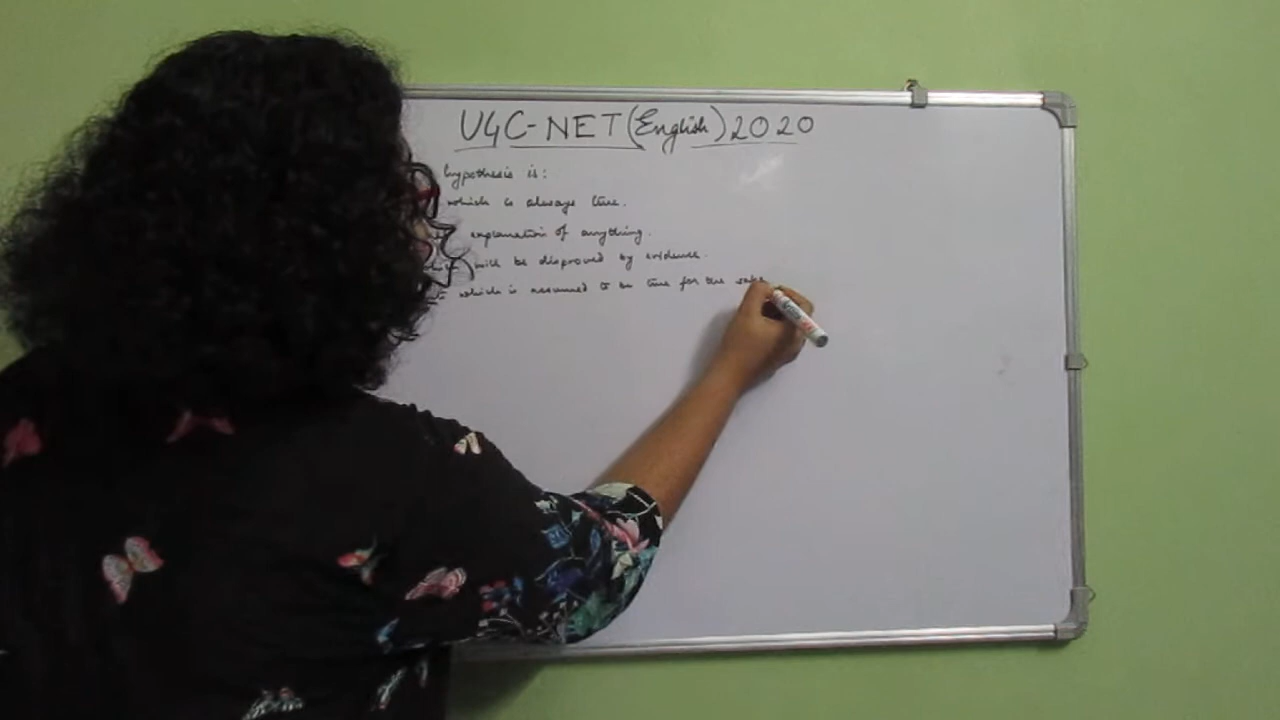 UGC-NET (English) 2020
hypothesis is:
which is always true.
explanation of anything.
will be disproved by evidence.
which is assumed to be true for the sake